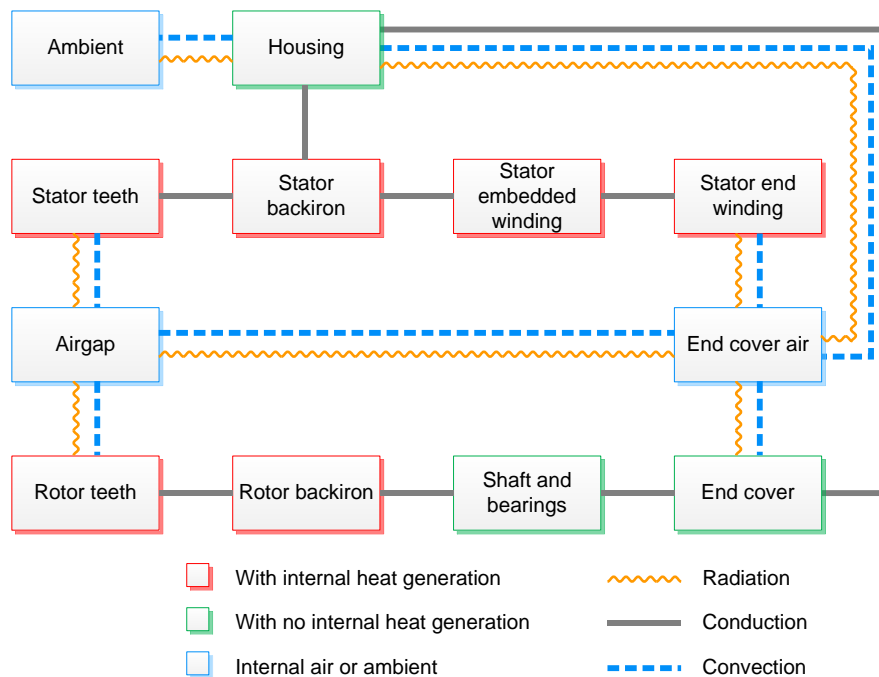 Ambient
Housing
Stator teeth
Stator
backiron
Stator
embedded
winding
Stator end
winding
Airgap
End cover air
Rotor teeth
Rotor backiron
Shaft and
bearings
End cover
With internal heat generation
Radiation
With no internal heat generation
Conduction
Internal air or ambient
Convection